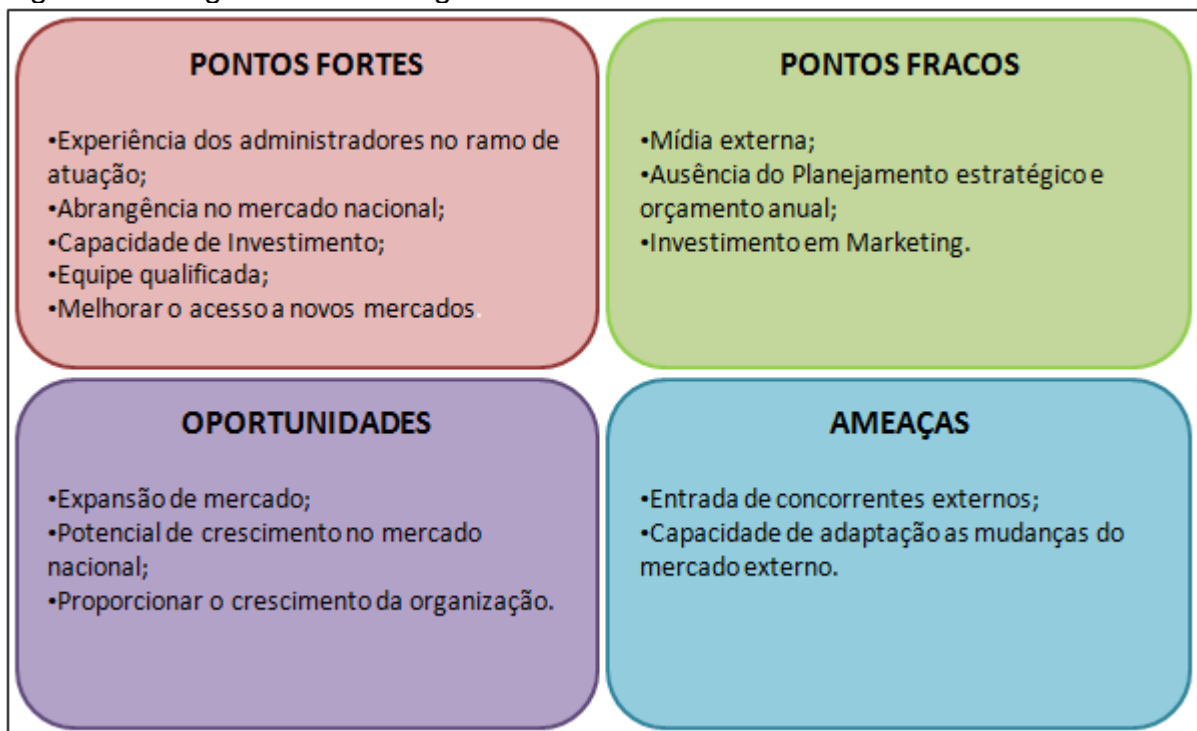 PONTOS FORTES
•Experiência dos administradores no ramo de
atuação;
•Abrangência no mercado nacional;
•Capacidade de Investimento;
•Equipe qualificada;
•Melhorar o acesso a novos mercados.
PONTOS FRACOS
•Mídia externa;
•Ausência do Planejamento estratégico e
orçamento anual;
•Investimento em Marketing.
OPORTUNIDADES
•Expansão de mercado;
•Potencial de crescimento no mercado
nacional;
•Proporcionar o crescimento da organização.
AMEAÇAS
•Entrada de concorrentes externos;
•Capacidade de adaptação as mudanças do
mercado externo.